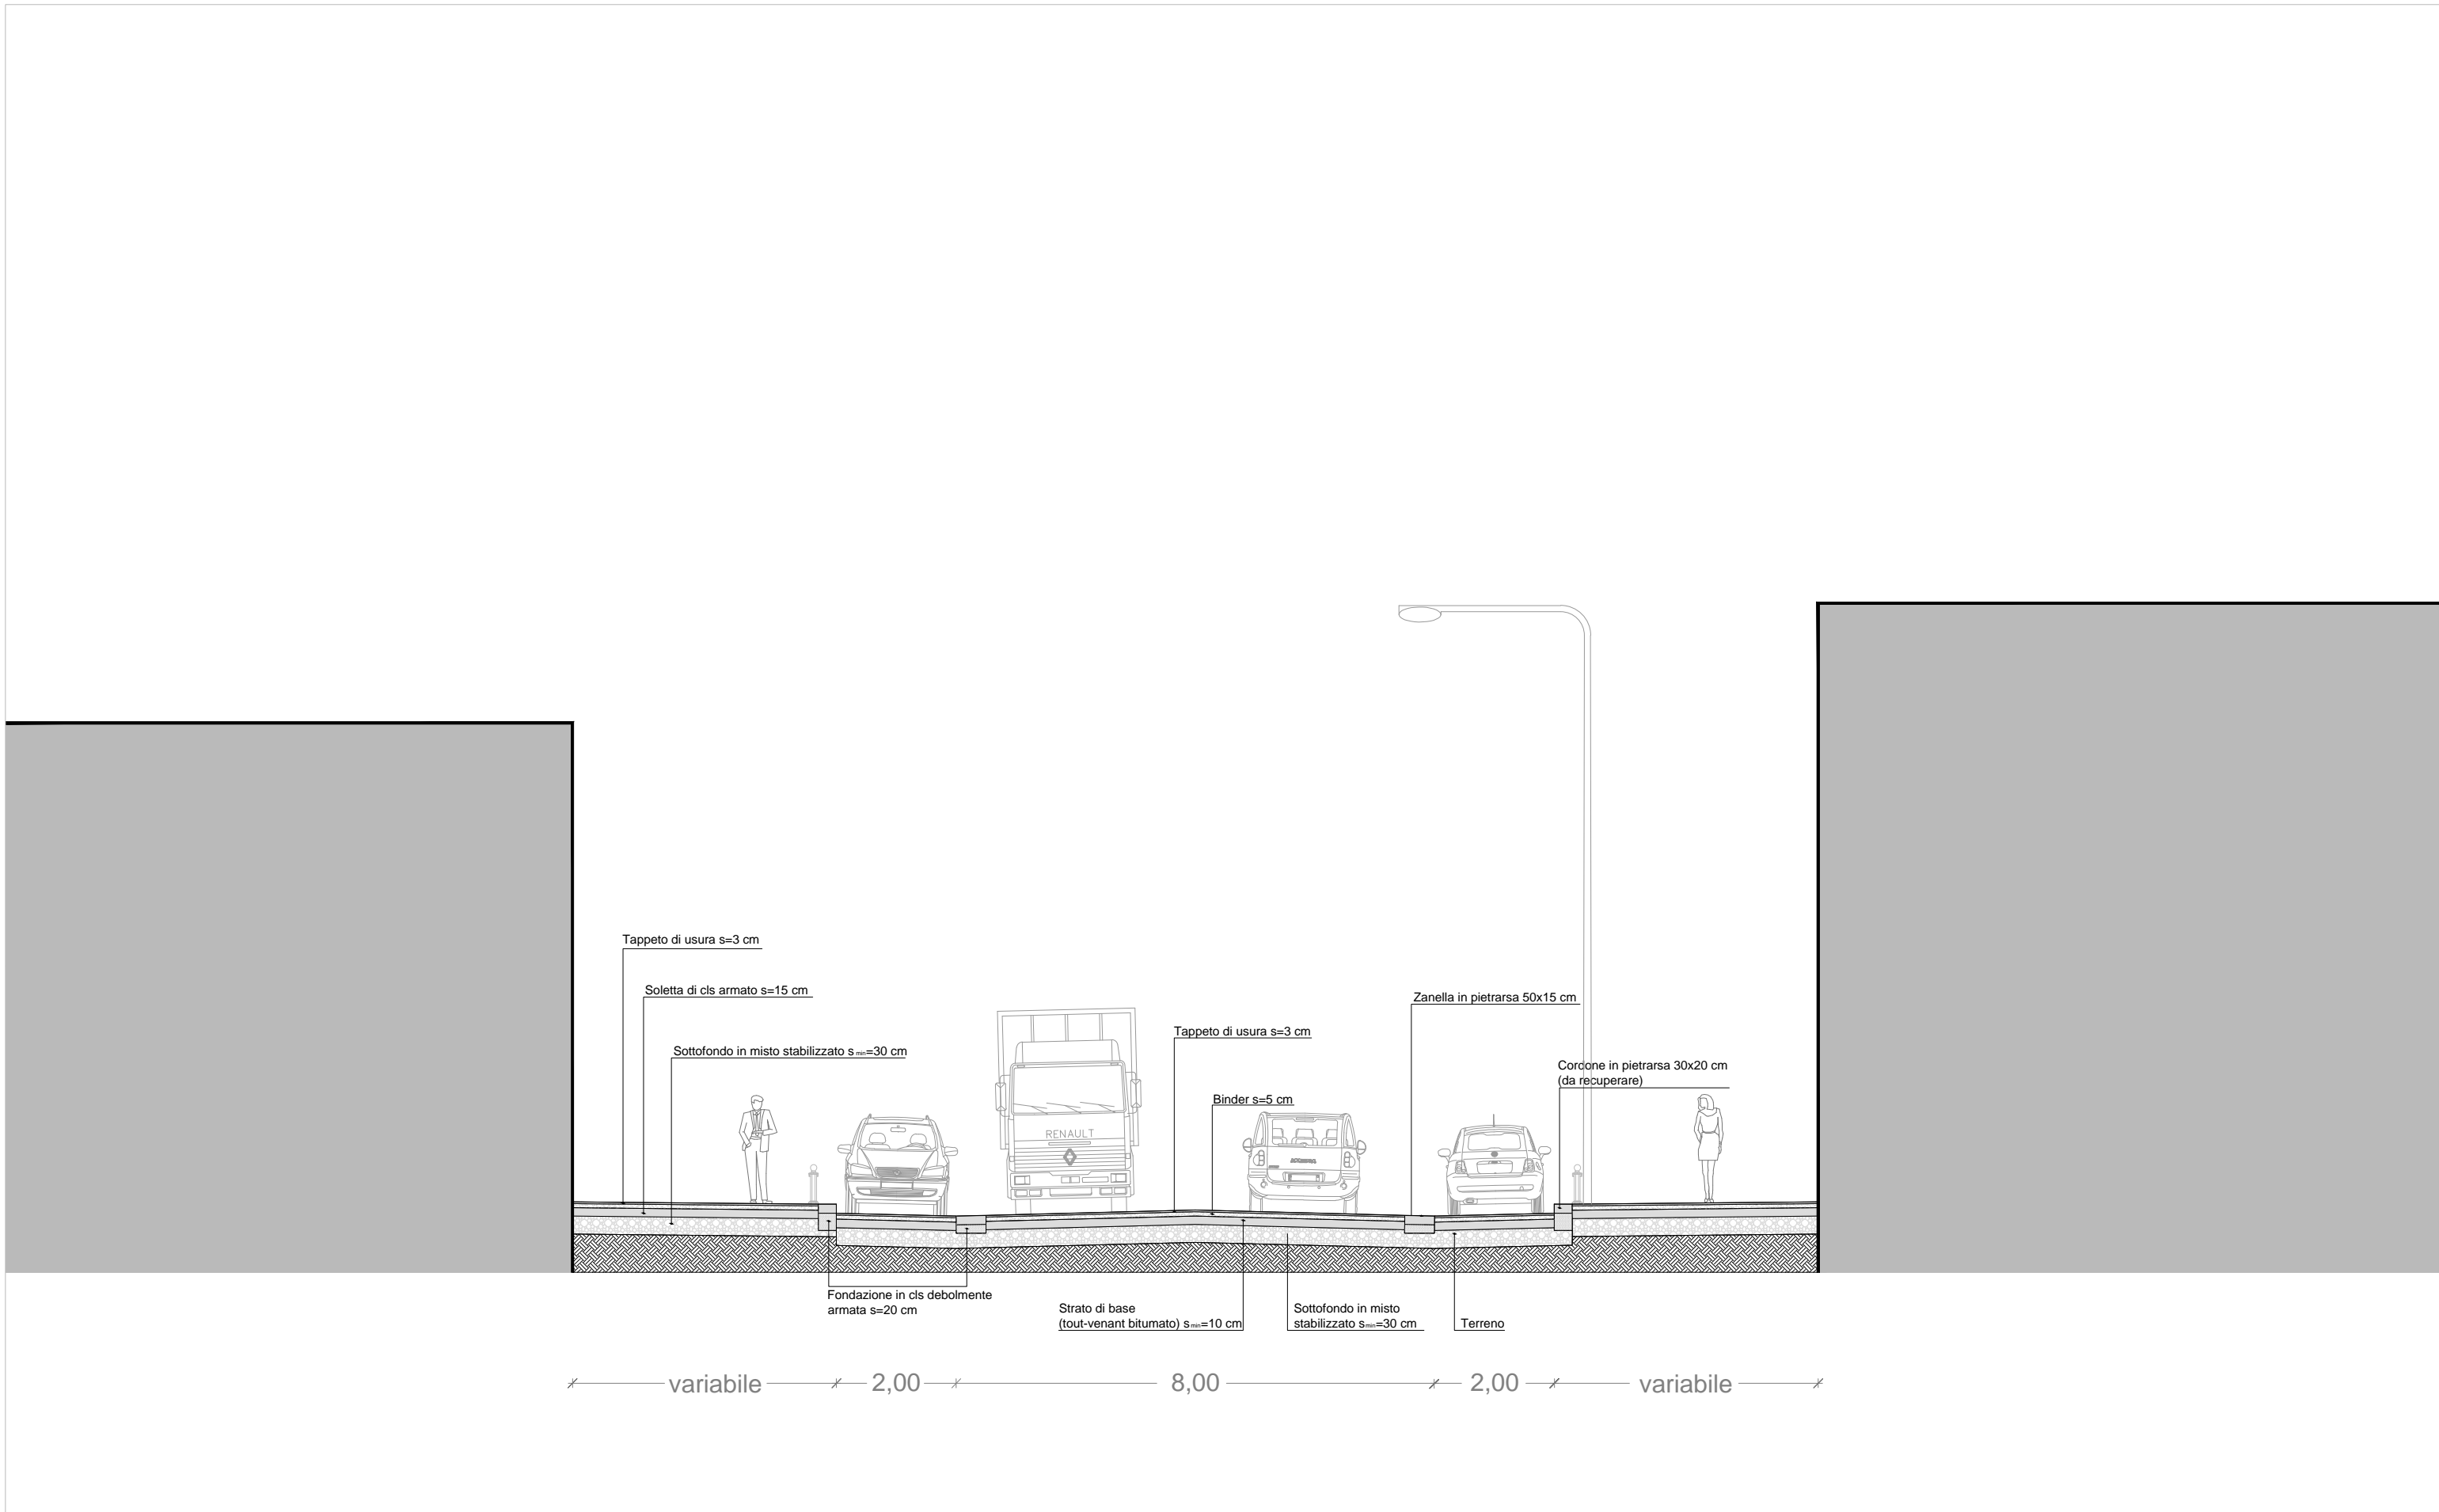 Tappeto di usura s=3 cm
Soletta di cls armato s=15 cm
Zanella in pietrarsa 50x15 cm
Tappeto di usura s=3 cm
Sottofondo in misto stabilizzato s min=30 cm
Cordone in pietrarsa 30x20 cm
(da recuperare)
Binder s=5 cm
RENAULT
Fondazione in cls debolmente
armata s=20 cm
Strato di base
(tout-venant bitumato) s min=10 cm
Sottofondo in misto
stabilizzato s min=30 cm
Terreno
variabile
2,00
8,00
2,00
variabile